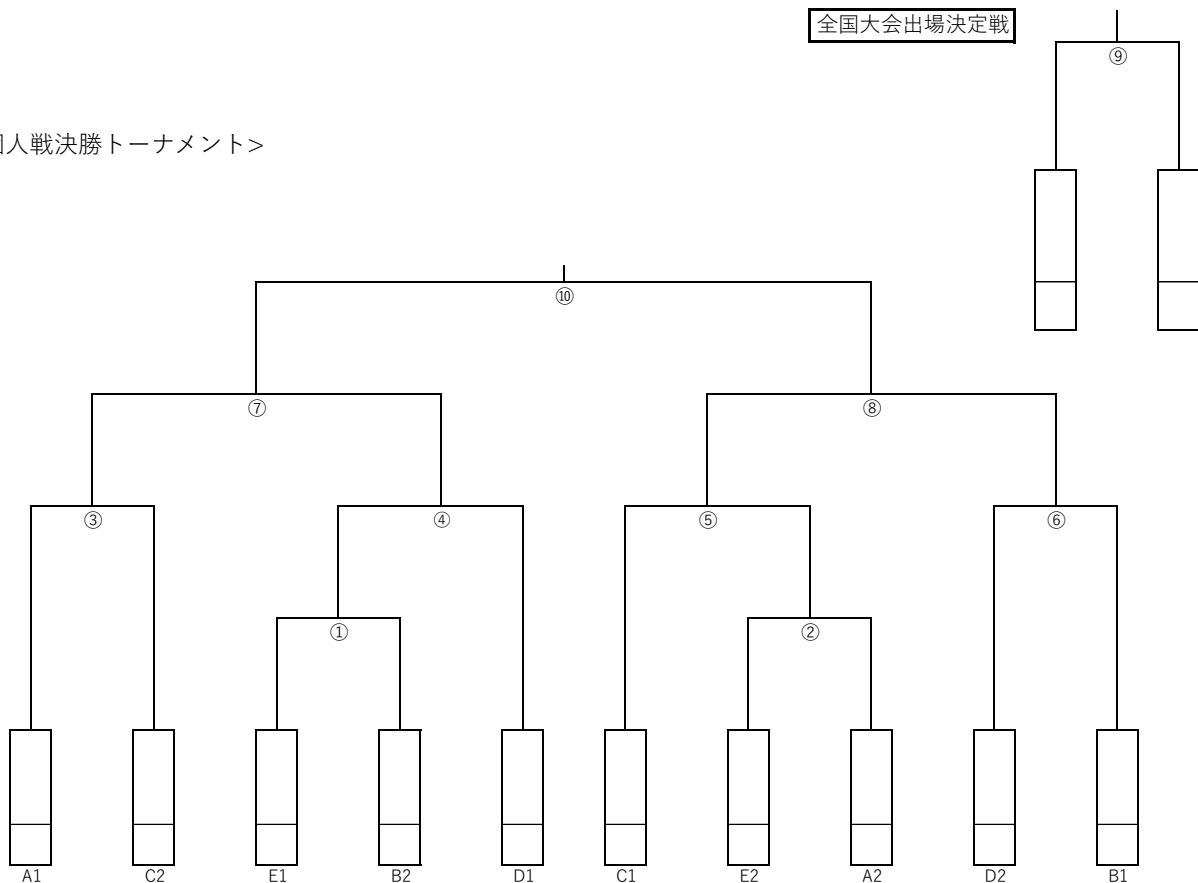 全国大会出場決定戦
⑨
人戦決勝トーナメント>
⑩
⑦
⑧
③
④
⑤
⑥
①
②
A1
C2
E1
B2
D1
C1
E2
A2
D2
B1